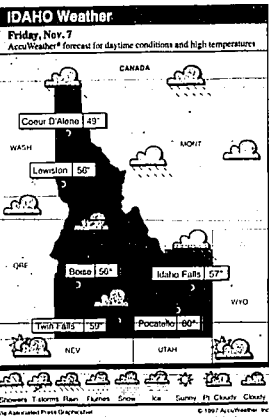 IDAHO Weather
Friday, Nov. 7
AccuWeather® forecast for daytime conditions and high temperatures
CANADA
Coeur D'Alene 49°
WASH
MONT
Lewiston 56°
ORE
Boise 56°
Idaho Falls 57°
WYO
Twin Falls 59°
Pocatello 60°
NEV
UTAH
Showers T-storms Rain Flurries Snow Ice Sunny Pt. Cloudy Cloudy
Associated Press GraphicsNet
© 1997 AccuWeather, Inc.